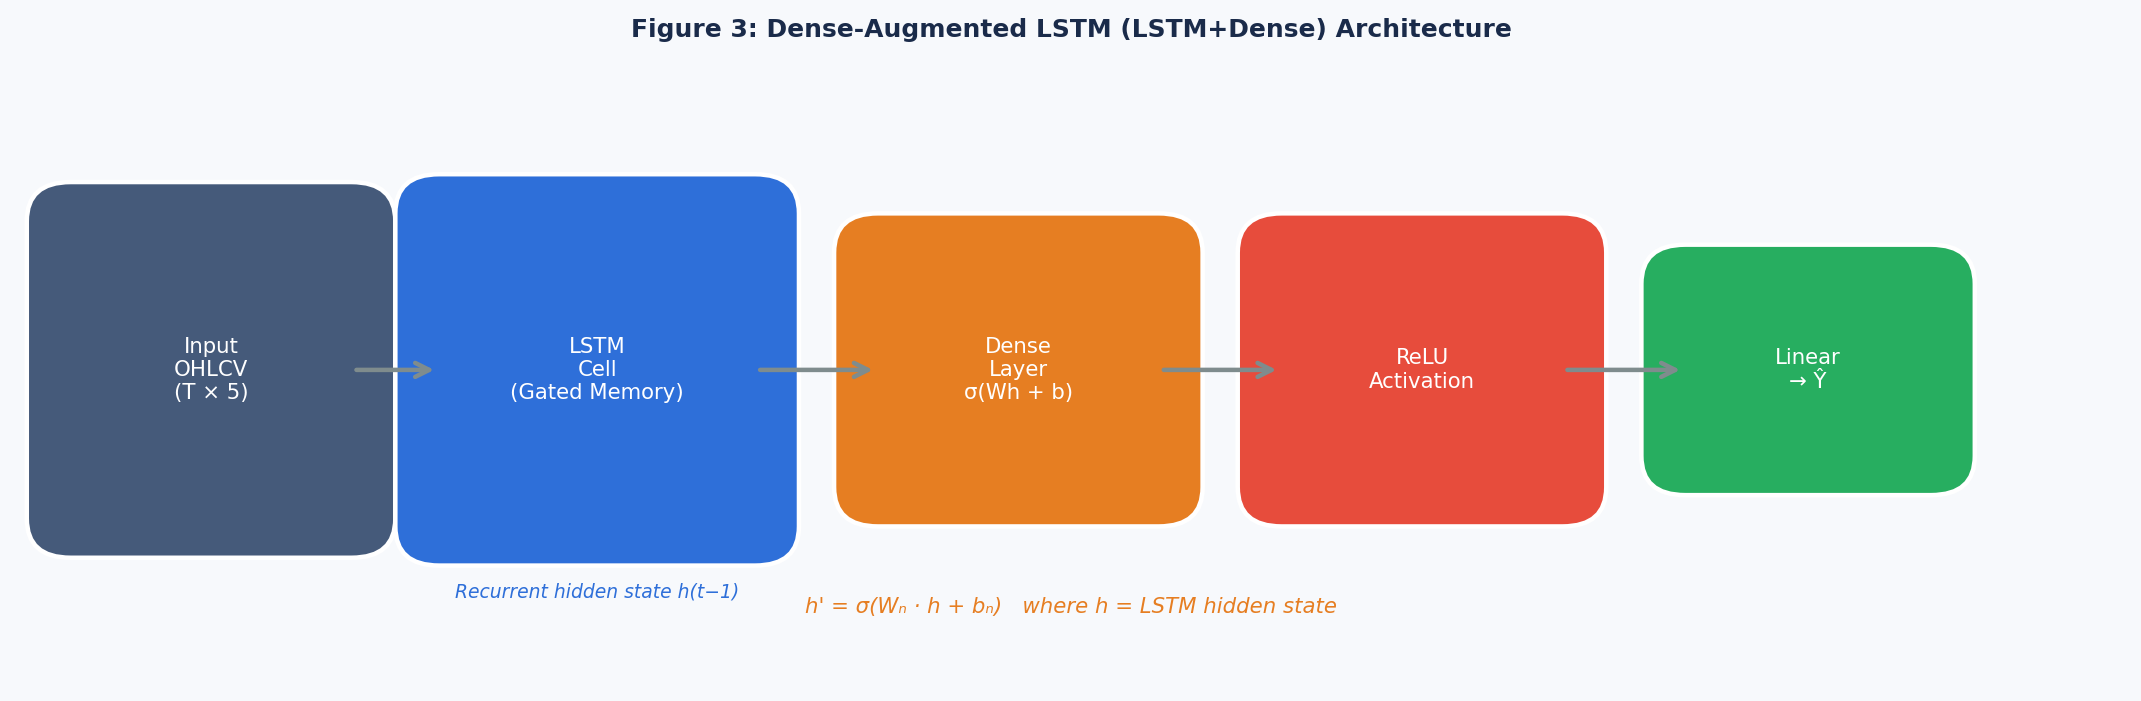 Figure 3: Dense-Augmented LSTM (LSTM+Dense) Architecture
Input
OHLCV
(T × 5)
LSTM
Cell
(Gated Memory)
Dense
Layer
σ(Wh + b)
ReLU
Activation
Linear
→ Ŷ
Recurrent hidden state h(t−1)
h' = σ(Wₙ · h + bₙ)   where h = LSTM hidden state